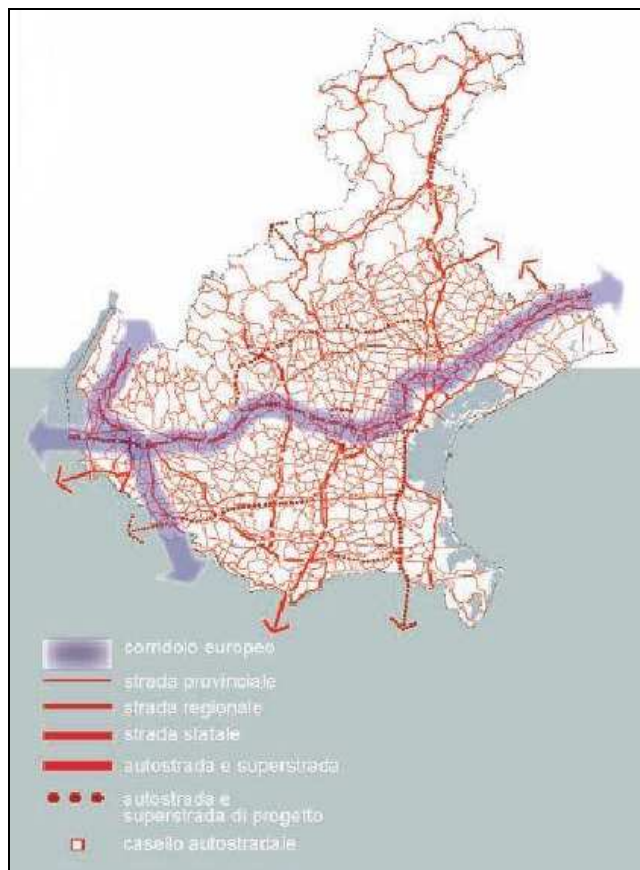 corridoio europeo
strada provinciale
strada regionale
strada statale
autostrada e superstrada
autostrada e
superstrada di progetto
casello autostradale